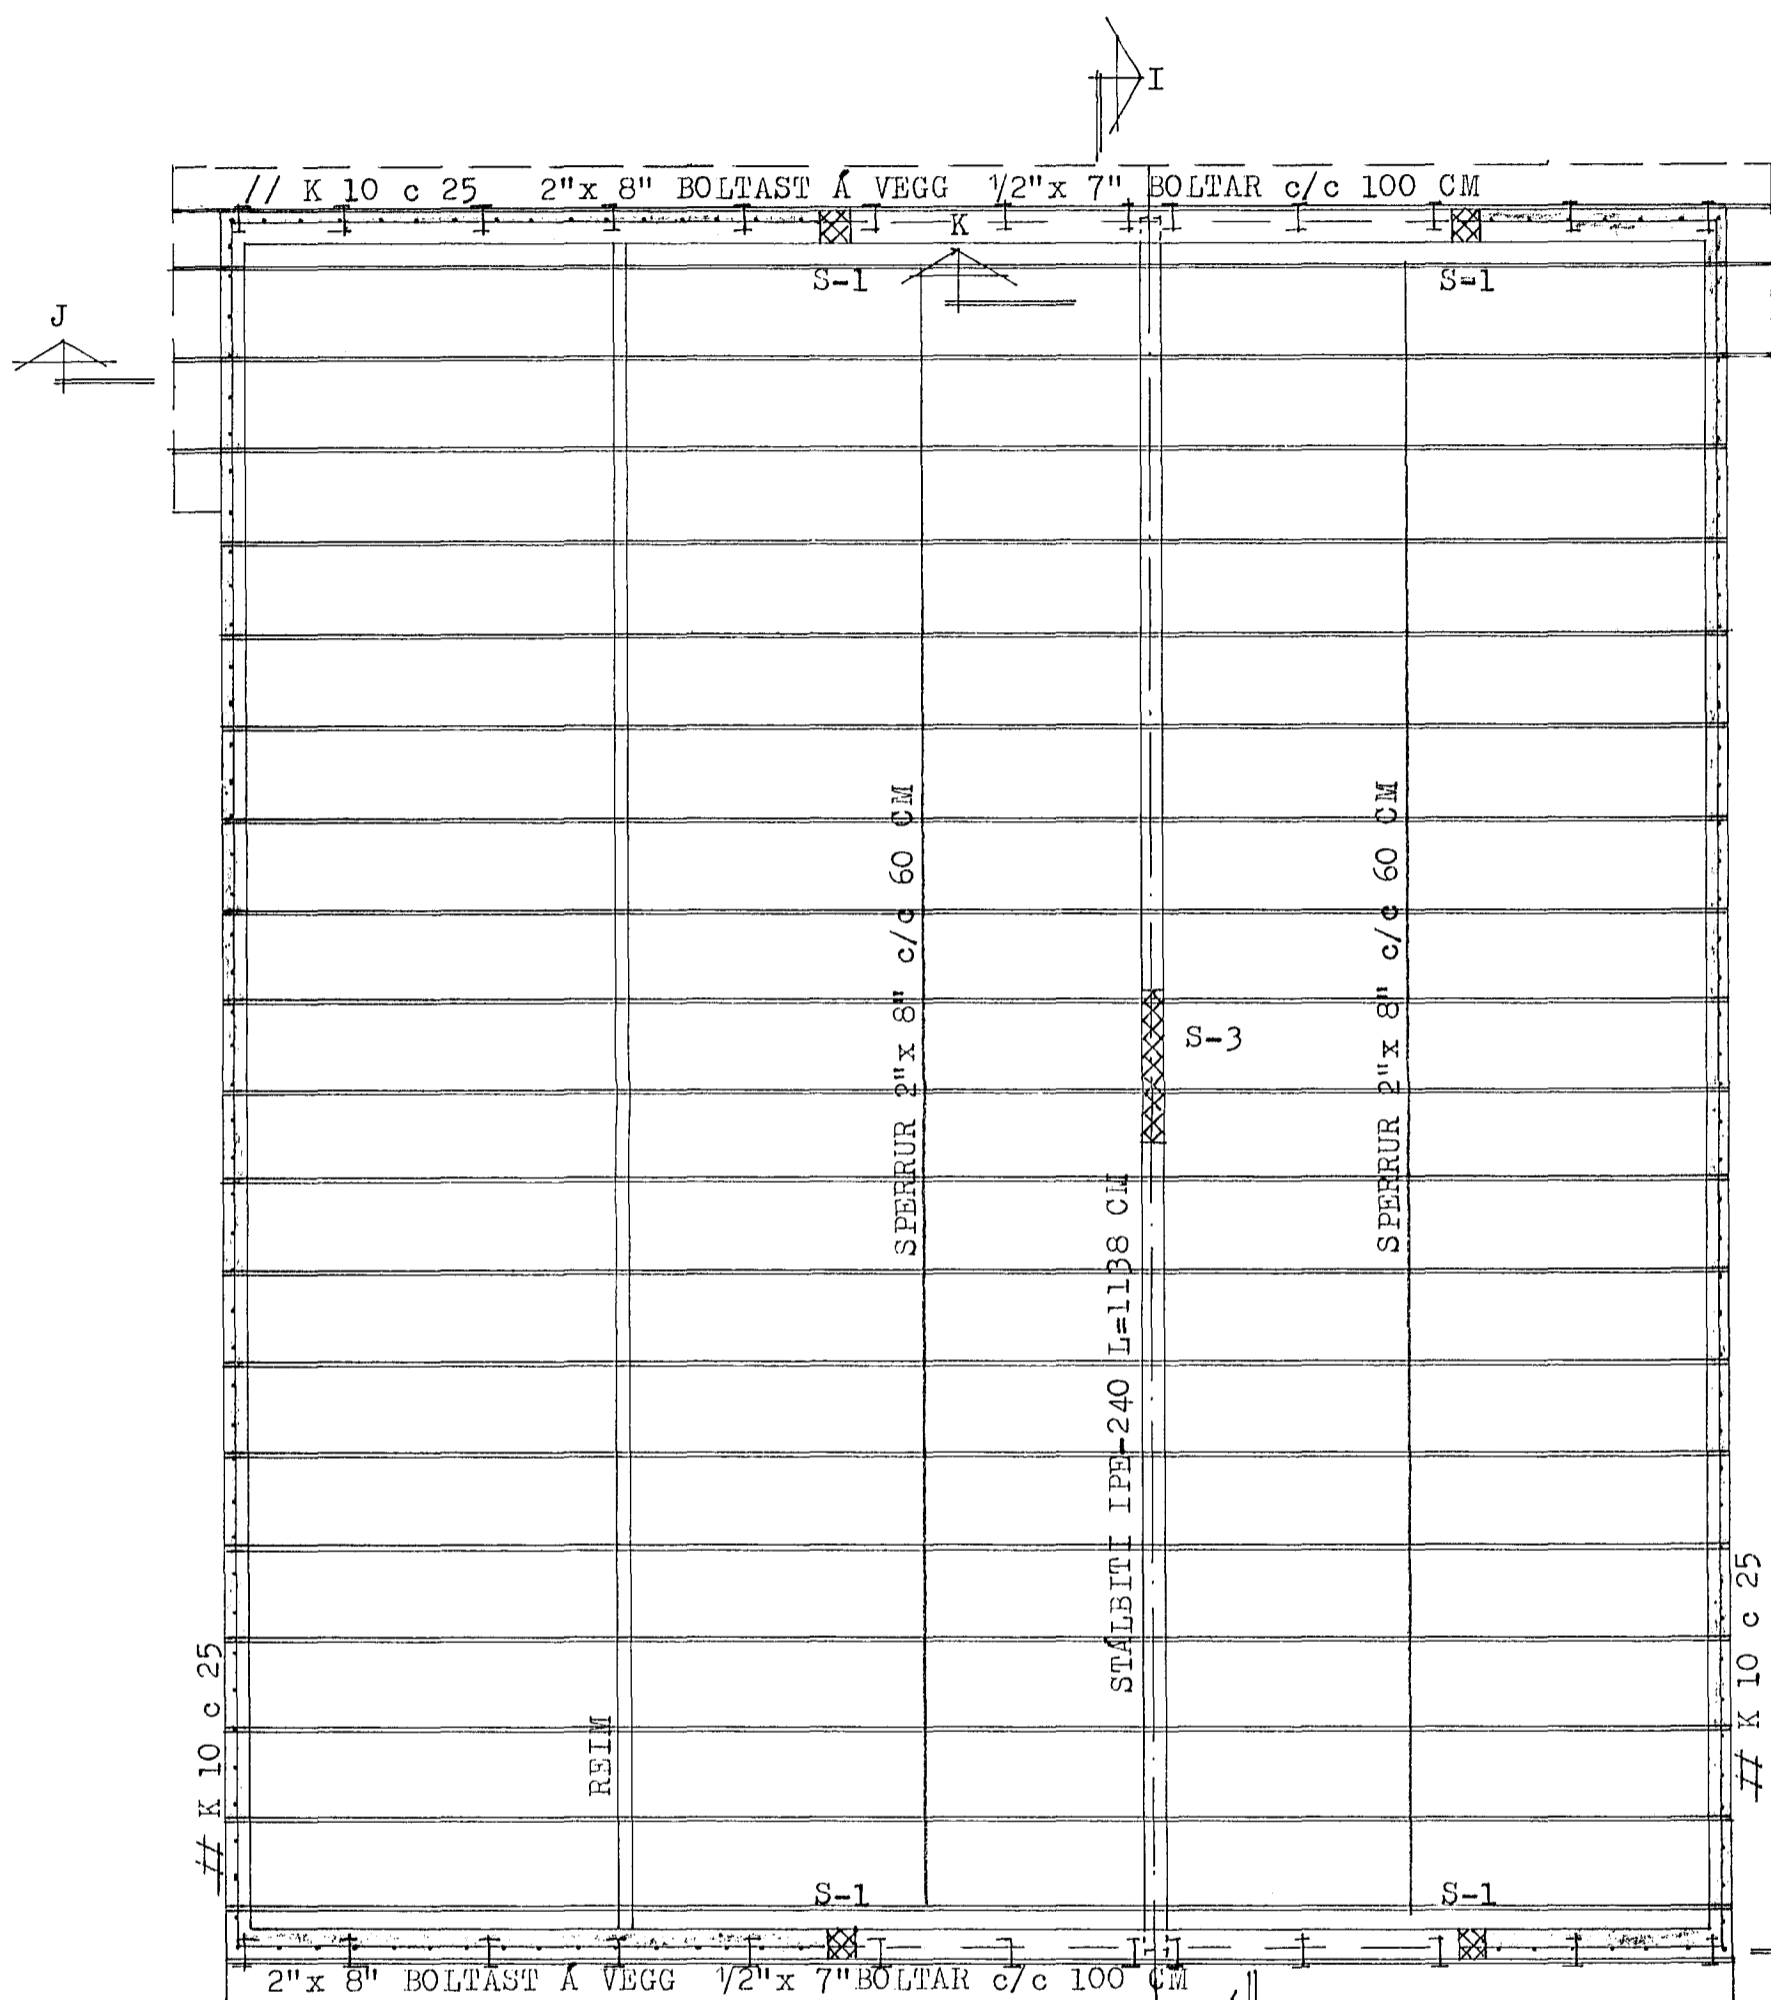 I
// K 10 c 25 2"x 8" BOLTAST Á VEGG 1/2"x 7" BOLTAR c/c 100 CM
K
S-1
S-1
J
SPERRUR 2"x 8" c/c 60 CM
SPERRUR 2"x 8" c/c 60 CM
S-3
STÁLBITI IPE-240 L=1138 CM
REIM
// K 10 c 25
// K 10 c 25
S-1
S-1
2"x 8" BOLTAST Á VEGG 1/2"x 7" BOLTAR c/c 100 CM